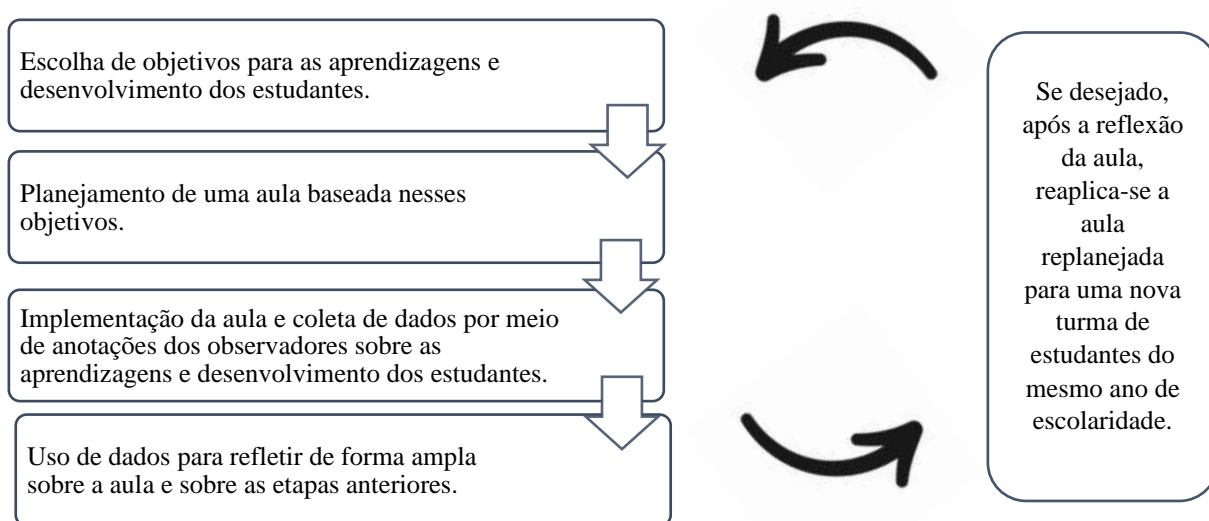 Escolha de objetivos para as aprendizagens e
desenvolvimento dos estudantes.
Planejamento de uma aula baseada nesses
objetivos.
Implementação da aula e coleta de dados por meio
de anotações dos observadores sobre as
aprendizagens e desenvolvimento dos estudantes.
Uso de dados para refletir de forma ampla
sobre a aula e sobre as etapas anteriores.
Se desejado,
após a reflexão
da aula,
reaplica-se a
aula
replanejada
para uma nova
turma de
estudantes do
mesmo ano de
escolaridade.